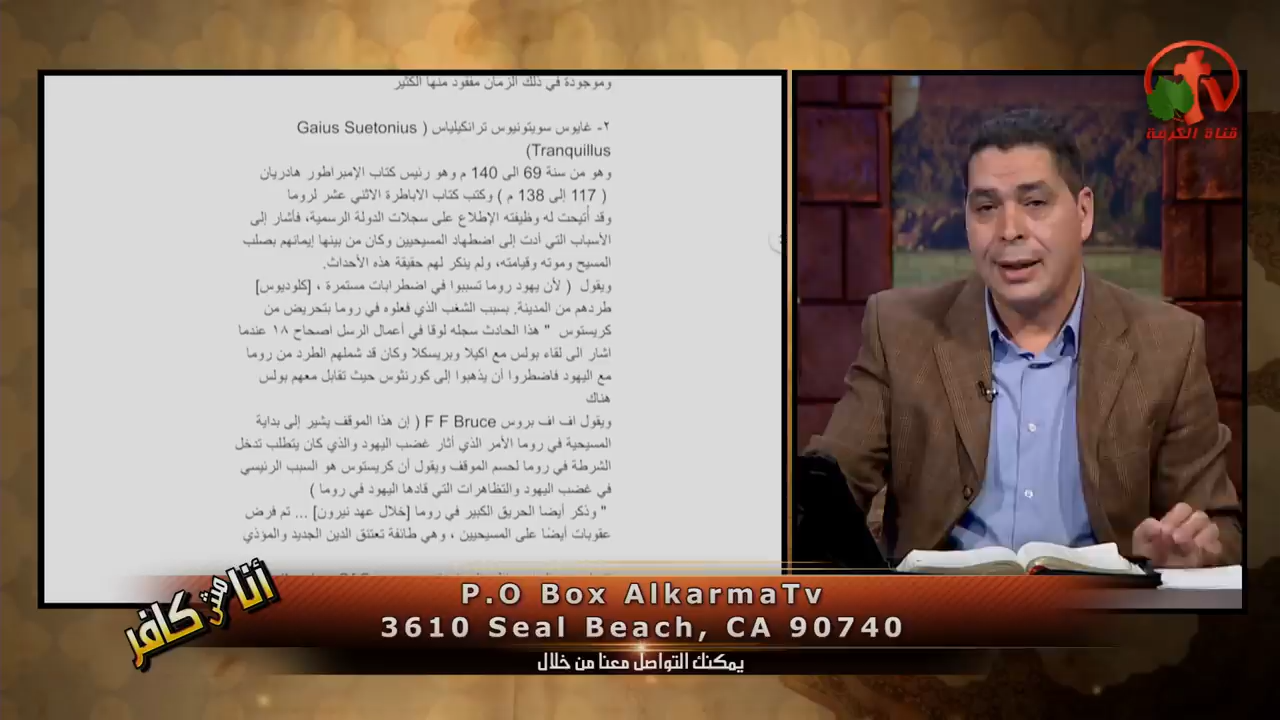 وموجودة في ذلك الزمان مفقود منها الكثير
٢- غايوس سويتونيوس ترانكيلياس ( Gaius Suetonius
Tranquillus)
وهو من سنة 69 الى 140 م وهو رئيس كتاب الإمبراطور هادريان
( 117 إلى 138 م ) وكتب كتاب الاباطرة الاثنى عشر لروما
وقد أُتيحت له وظيفته الإطلاع على سجلات الدولة الرسمية، فأشار إلى
الأسباب التي أدت إلى اضطهاد المسيحيين وكان من بينها إيمانهم بصلب
المسيح وموته وقيامته، ولم ينكر لهم حقيقة هذه الأحداث.
ويقول ( لأن يهود روما تسببوا في اضطرابات مستمرة ، [كلوديوس]
طردهم من المدينة. بسبب الشغب الذي فعلوه في روما بتحريض من
كريستوس " هذا الحادث سجله لوقا في أعمال الرسل اصحاح ١٨ عندما
اشار الى لقاء بولس مع اكيلا وبريسكلا وكان قد شملهم الطرد من روما
مع اليهود فاضطروا أن يذهبوا إلى كورنثوس حيث تقابل معهم بولس
هناك
ويقول اف اف بروس F F Bruce ( إن هذا الموقف يشير إلى بداية
المسيحية في روما الأمر الذي أثار غضب اليهود والذي كان يتطلب تدخل
الشرطة في روما لحسم الموقف ويقول أن كريستوس هو السبب الرئيسي
في غضب اليهود والتظاهرات التي قادها اليهود في روما )
" وذكر أيضا الحريق الكبير في روما [خلال عهد نيرون] ... تم فرض
عقوبات أيضًا على المسيحيين ، وهي طائفة تعتنق الدين الجديد والمؤذي
tv
قناة الكرمة
أنا مش كافر
P.O Box AlkarmaTv
3610 Seal Beach, CA 90740
يمكنك التواصل معنا من خلال